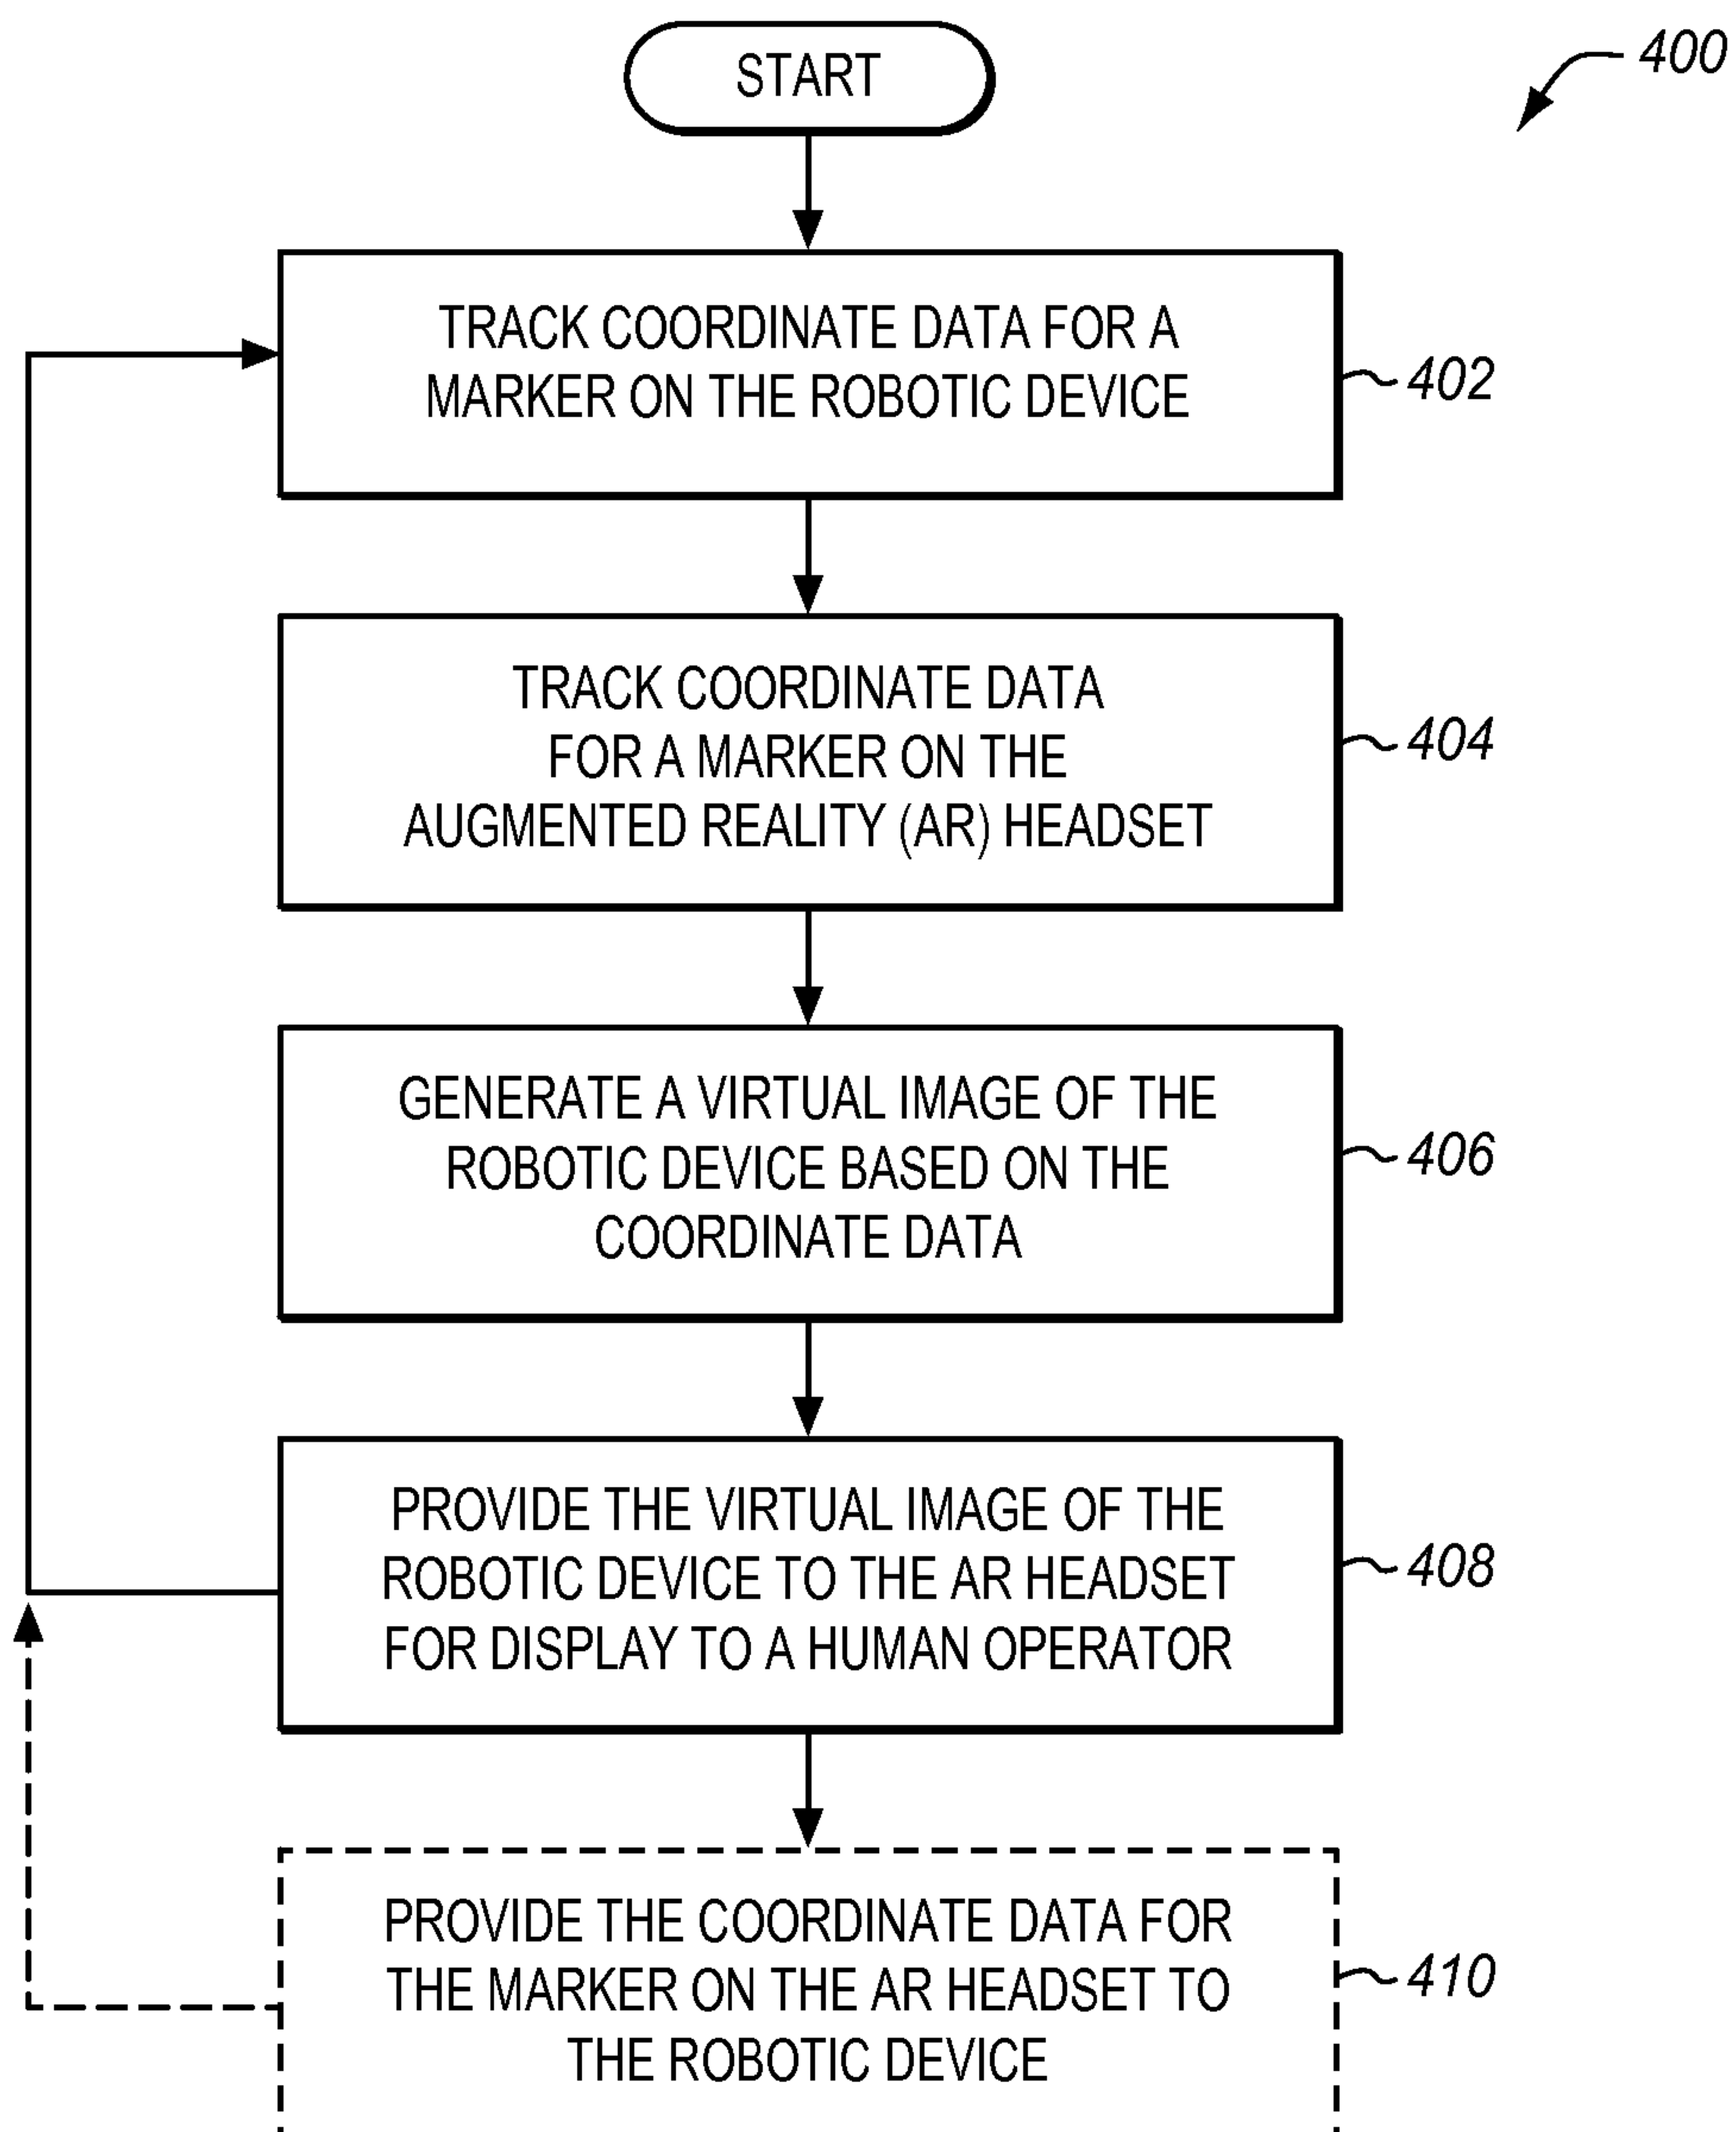 START
400
TRACK COORDINATE DATA FOR A
MARKER ON THE ROBOTIC DEVICE
402
TRACK COORDINATE DATA
FOR A MARKER ON THE
AUGMENTED REALITY (AR) HEADSET
404
GENERATE A VIRTUAL IMAGE OF THE
ROBOTIC DEVICE BASED ON THE
COORDINATE DATA
406
PROVIDE THE VIRTUAL IMAGE OF THE
ROBOTIC DEVICE TO THE AR HEADSET
FOR DISPLAY TO A HUMAN OPERATOR
408
PROVIDE THE COORDINATE DATA FOR
THE MARKER ON THE AR HEADSET TO
THE ROBOTIC DEVICE
410